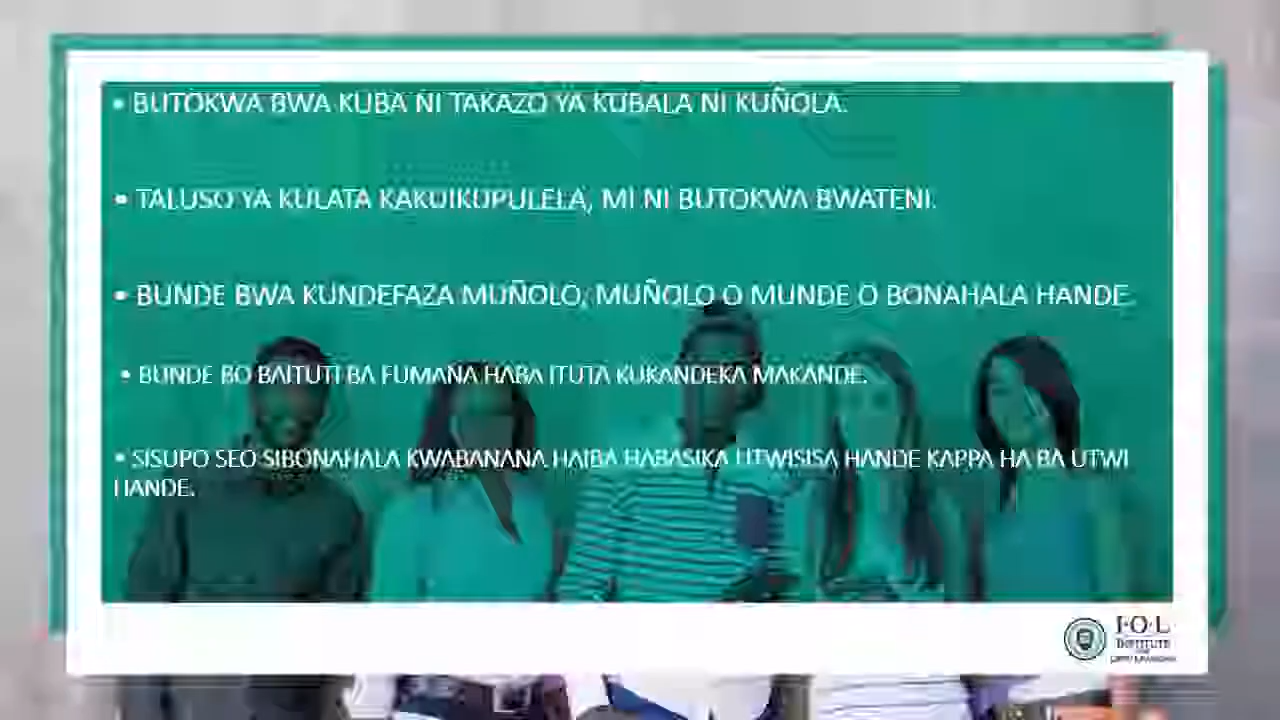 • BUTOKWA BWA KUBA NI TAKAZO YA KUBALA NI KUÑOLA.
• TALUSO YA KULATA KAKUIKUPULELA, MI NI BUTOKWA BWATENI.
• BUNDE BWA KUNDEFAZA MUÑOLO, MUÑOLO O MUNDE O BONAHALA HANDE.
• BUNDE BO BAITUTI BA FUMANA HABA ITUTA KUKANDEKA MAKANDE.
• SISUPO SEO SIBONAHALA KWABANANA HAIBA HABASIKA UTWISISA HANDE KAPPA HA BA UTWI
HANDE.
I·O·L
INSTITUTE